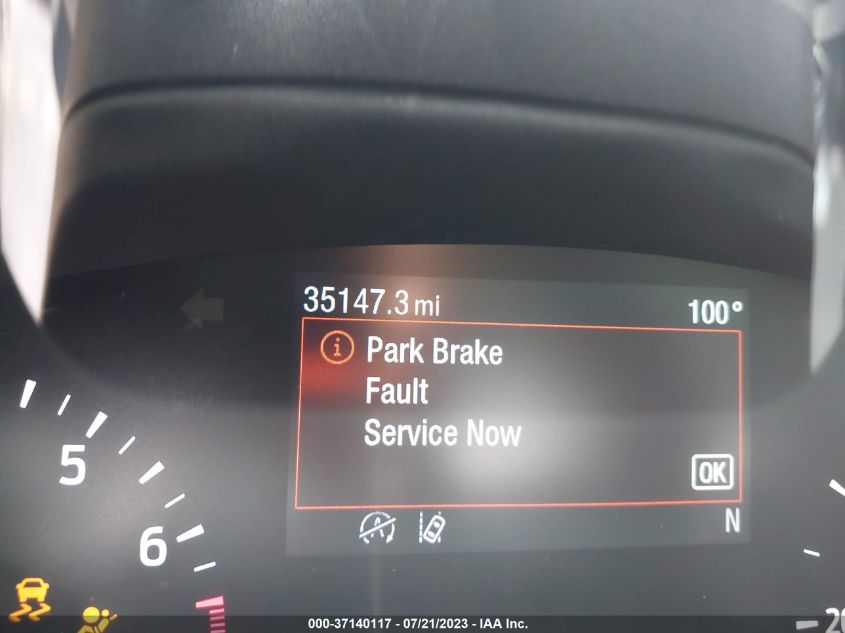 35147.3 mi 100°
Park Brake
Fault
Service Now
OK
N
5
6
20
000-37140117 - 07/21/2023 - IAA Inc.